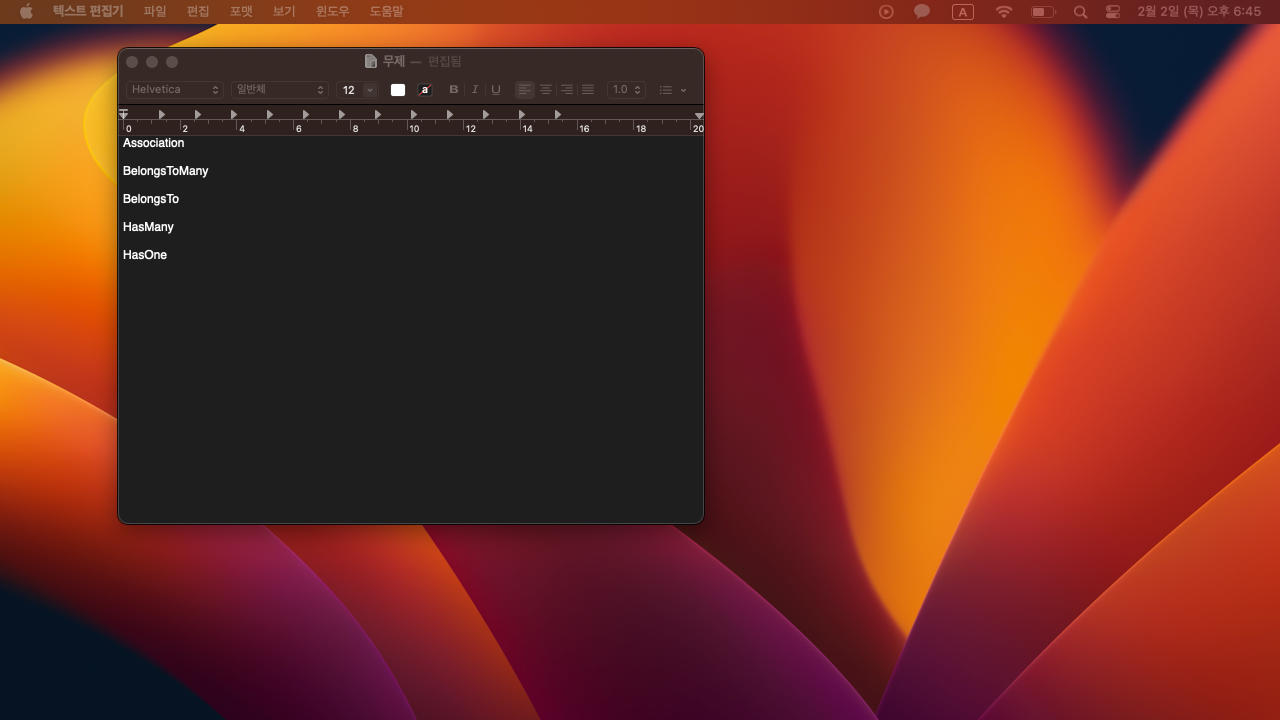 텍스트 편집기 파일 편집 포맷 보기 윈도우 도움말 A 2월 2일 (목) 오후 6:45
무제 — 편집됨
Helvetica 일반체 12 a B I U 1.0
0 2 4 6 8 10 12 14 16 18 20
Association
BelongsToMany
BelongsTo
HasMany
HasOne